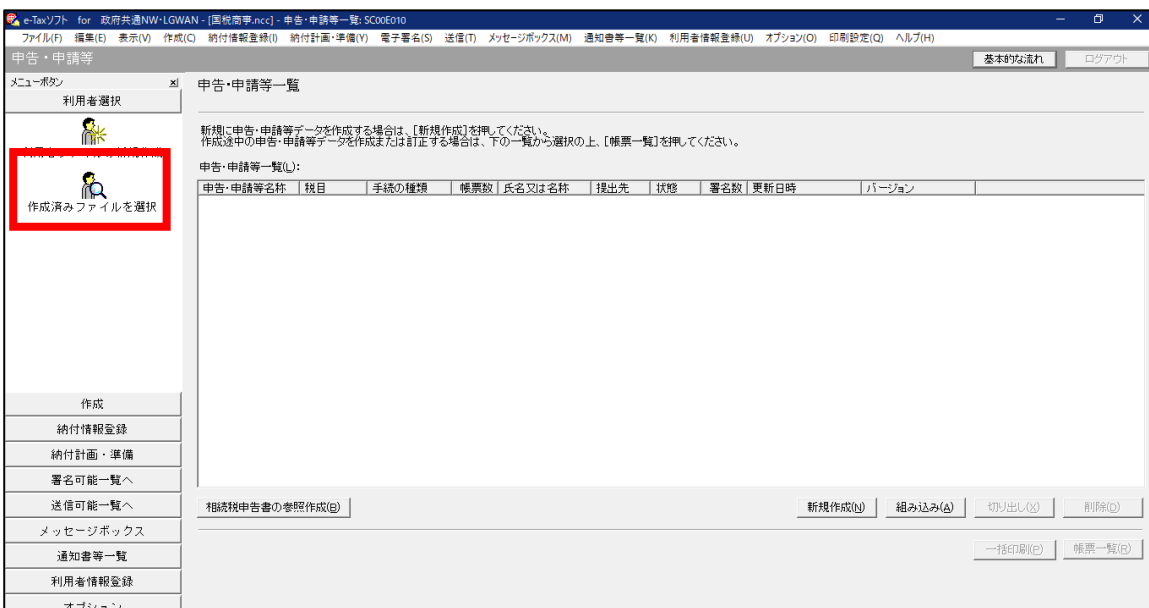 e-Taxソフト for 政府共通NW・LGWAN - [国税商事.ncc] - 申告・申請等一覧: SC00E010
ファイル(F) 編集(E) 表示(V) 作成(C) 納付情報登録(I) 納付計画・準備(Y) 電子署名(S) 送信(T) メッセージボックス(M) 通知書等一覧(K) 利用者情報登録(U) オプション(O) 印刷設定(Q) ヘルプ(H)
申告・申請等 基本的な流れ ログアウト
メニューボタン x
利用者選択
作成済みファイルを選択
作成
納付情報登録
納付計画・準備
署名可能一覧へ
送信可能一覧へ
メッセージボックス
通知書等一覧
利用者情報登録
オプション
申告・申請等一覧
新規に申告・申請等データを作成する場合は、[新規作成]を押してください。
作成途中の申告・申請等データを作成または訂正する場合は、下の一覧から選択の上、[帳票一覧]を押してください。
申告・申請等一覧(L):
申告・申請等名称 税目 手続の種類 帳票数 氏名又は名称 提出先 状態 署名数 更新日時 バージョン
相続税申告書の参照作成(B) 新規作成(N) 組み込み(A) 切り出し(X) 削除(D)
一括印刷(P) 帳票一覧(R)